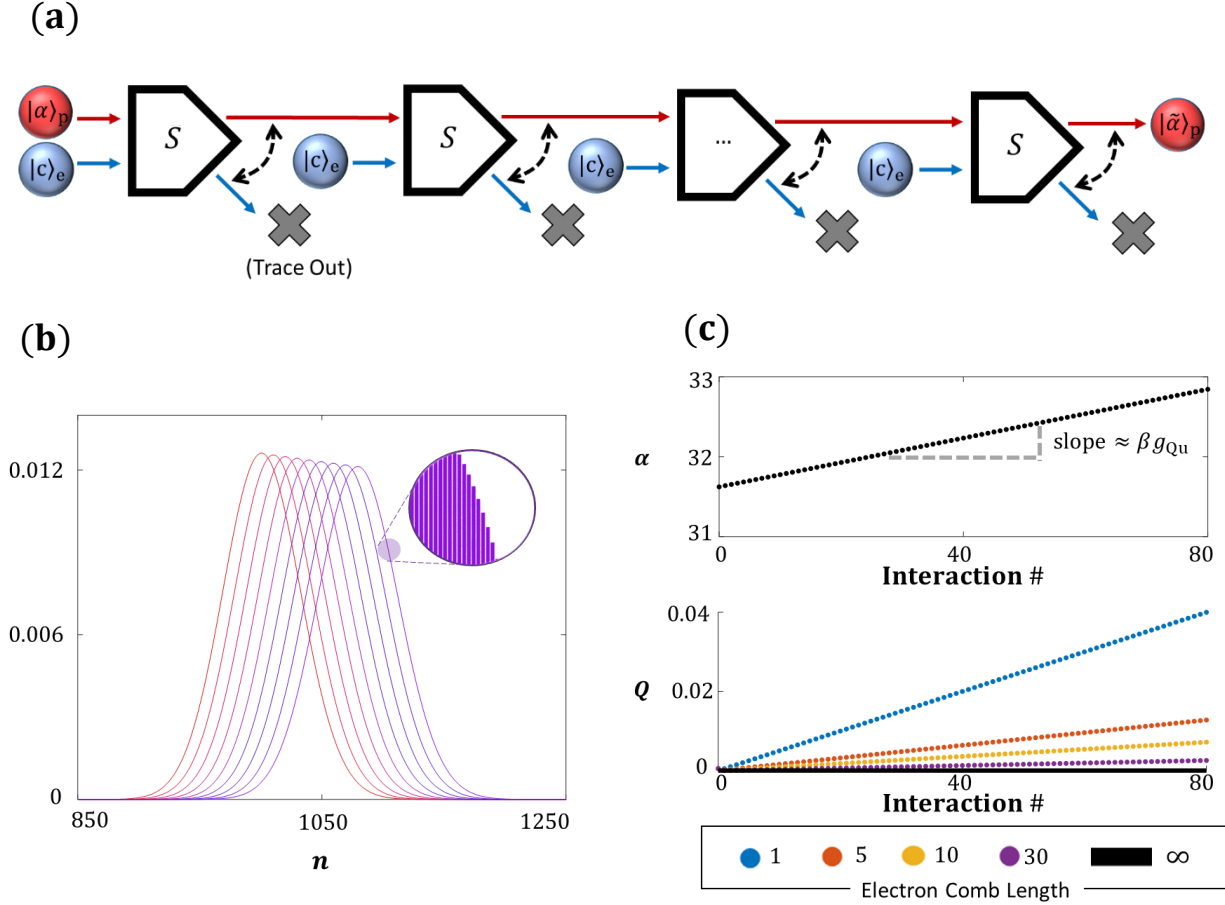 (a)
|α⟩p S S ... S |α̃⟩p
|c⟩e |c⟩e |c⟩e |c⟩e
(Trace Out)
(b)
0.012
0.006
0
850 1050 1250
n
(c)
33
α 32
slope ≈ β gQu
31
0 40 80
Interaction #
0.04
Q 0.02
0
0 40 80
Interaction #
1 5 10 30 ∞
Electron Comb Length